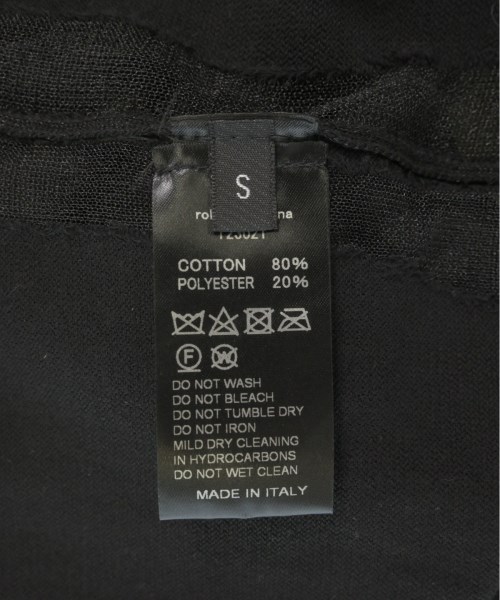 S
COTTON 80%
POLYESTER 20%
F W
DO NOT WASH
DO NOT BLEACH
DO NOT TUMBLE DRY
DO NOT IRON
MILD DRY CLEANING
IN HYDROCARBONS
DO NOT WET CLEAN
MADE IN ITALY